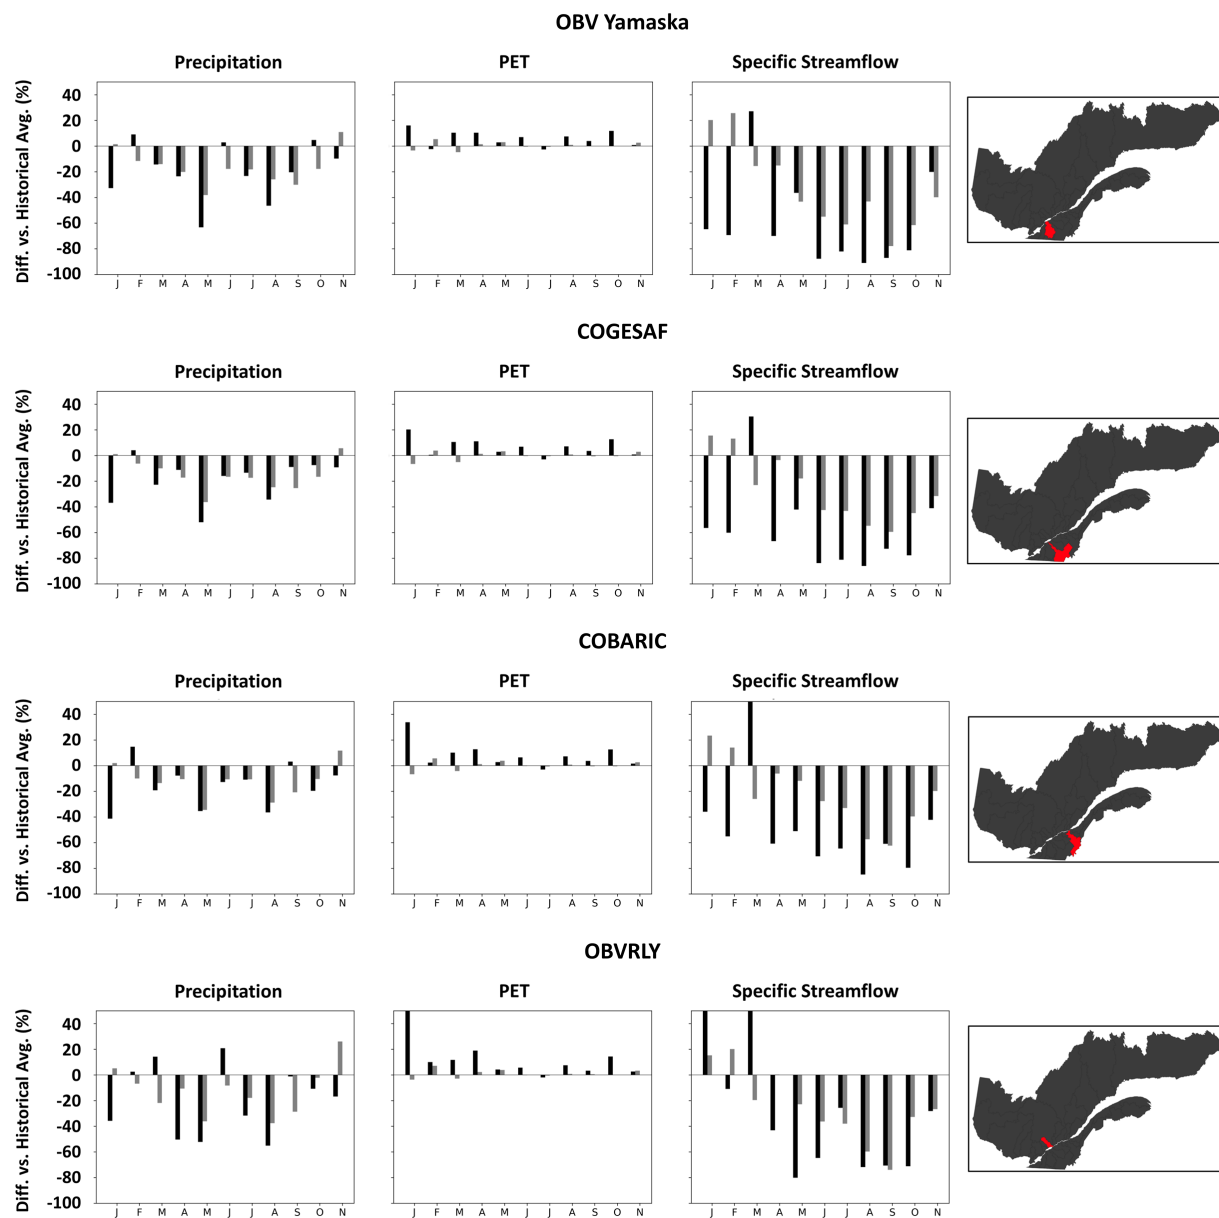 OBV Yamaska
Precipitation PET Specific Streamflow
Diff. vs. Historical Avg. (%)
40
20
0
-20
-40
-60
-80
-100
J F M A M J J A S O N
J F M A M J J A S O N
J F M A M J J A S O N
COGESAF
Precipitation PET Specific Streamflow
Diff. vs. Historical Avg. (%)
40
20
0
-20
-40
-60
-80
-100
J F M A M J J A S O N
J F M A M J J A S O N
J F M A M J J A S O N
COBARIC
Precipitation PET Specific Streamflow
Diff. vs. Historical Avg. (%)
40
20
0
-20
-40
-60
-80
-100
J F M A M J J A S O N
J F M A M J J A S O N
J F M A M J J A S O N
OBVRLY
Precipitation PET Specific Streamflow
Diff. vs. Historical Avg. (%)
40
20
0
-20
-40
-60
-80
-100
J F M A M J J A S O N
J F M A M J J A S O N
J F M A M J J A S O N